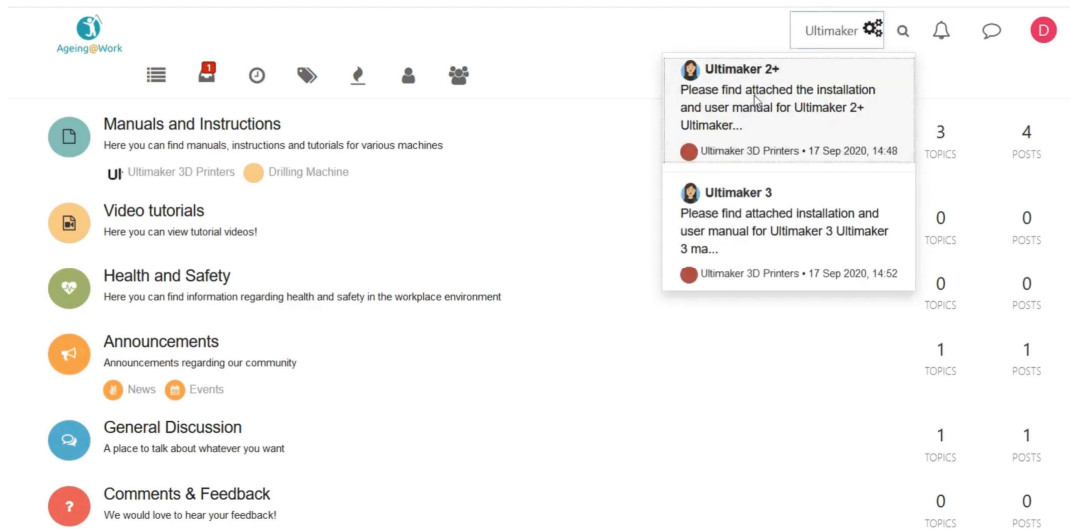 Ageing@Work
1
Ultimaker
D
Ultimaker 2+
Please find attached the installation
and user manual for Ultimaker 2+
Ultimaker...
Ultimaker 3D Printers • 17 Sep 2020, 14:48
Ultimaker 3
Please find attached installation and
user manual for Ultimaker 3 Ultimaker
3 ma...
Ultimaker 3D Printers • 17 Sep 2020, 14:52
Manuals and Instructions
Here you can find manuals, instructions and tutorials for various machines
Ul Ultimaker 3D Printers Drilling Machine
3 4
TOPICS POSTS
Video tutorials
Here you can view tutorial videos!
0 0
TOPICS POSTS
Health and Safety
Here you can find information regarding health and safety in the workplace environment
0 0
TOPICS POSTS
Announcements
Announcements regarding our community
News Events
1 1
TOPICS POSTS
General Discussion
A place to talk about whatever you want
1 1
TOPICS POSTS
?
Comments & Feedback
We would love to hear your feedback!
0 0
TOPICS POSTS